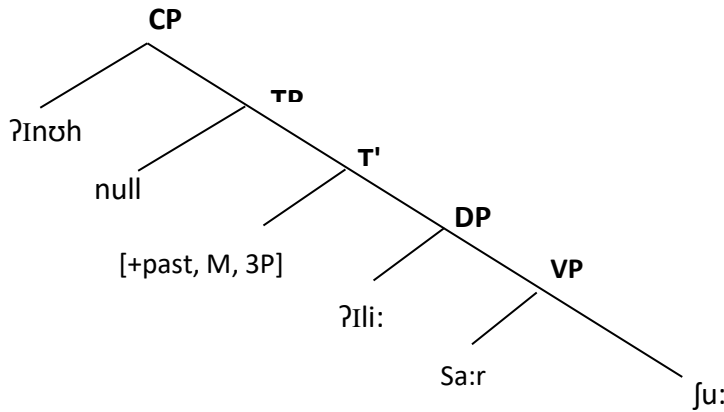 CP
TP
ʔɪnʊh
T'
null
DP
[+past, M, 3P]
VP
ʔɪli:
Sa:r
ʃu: